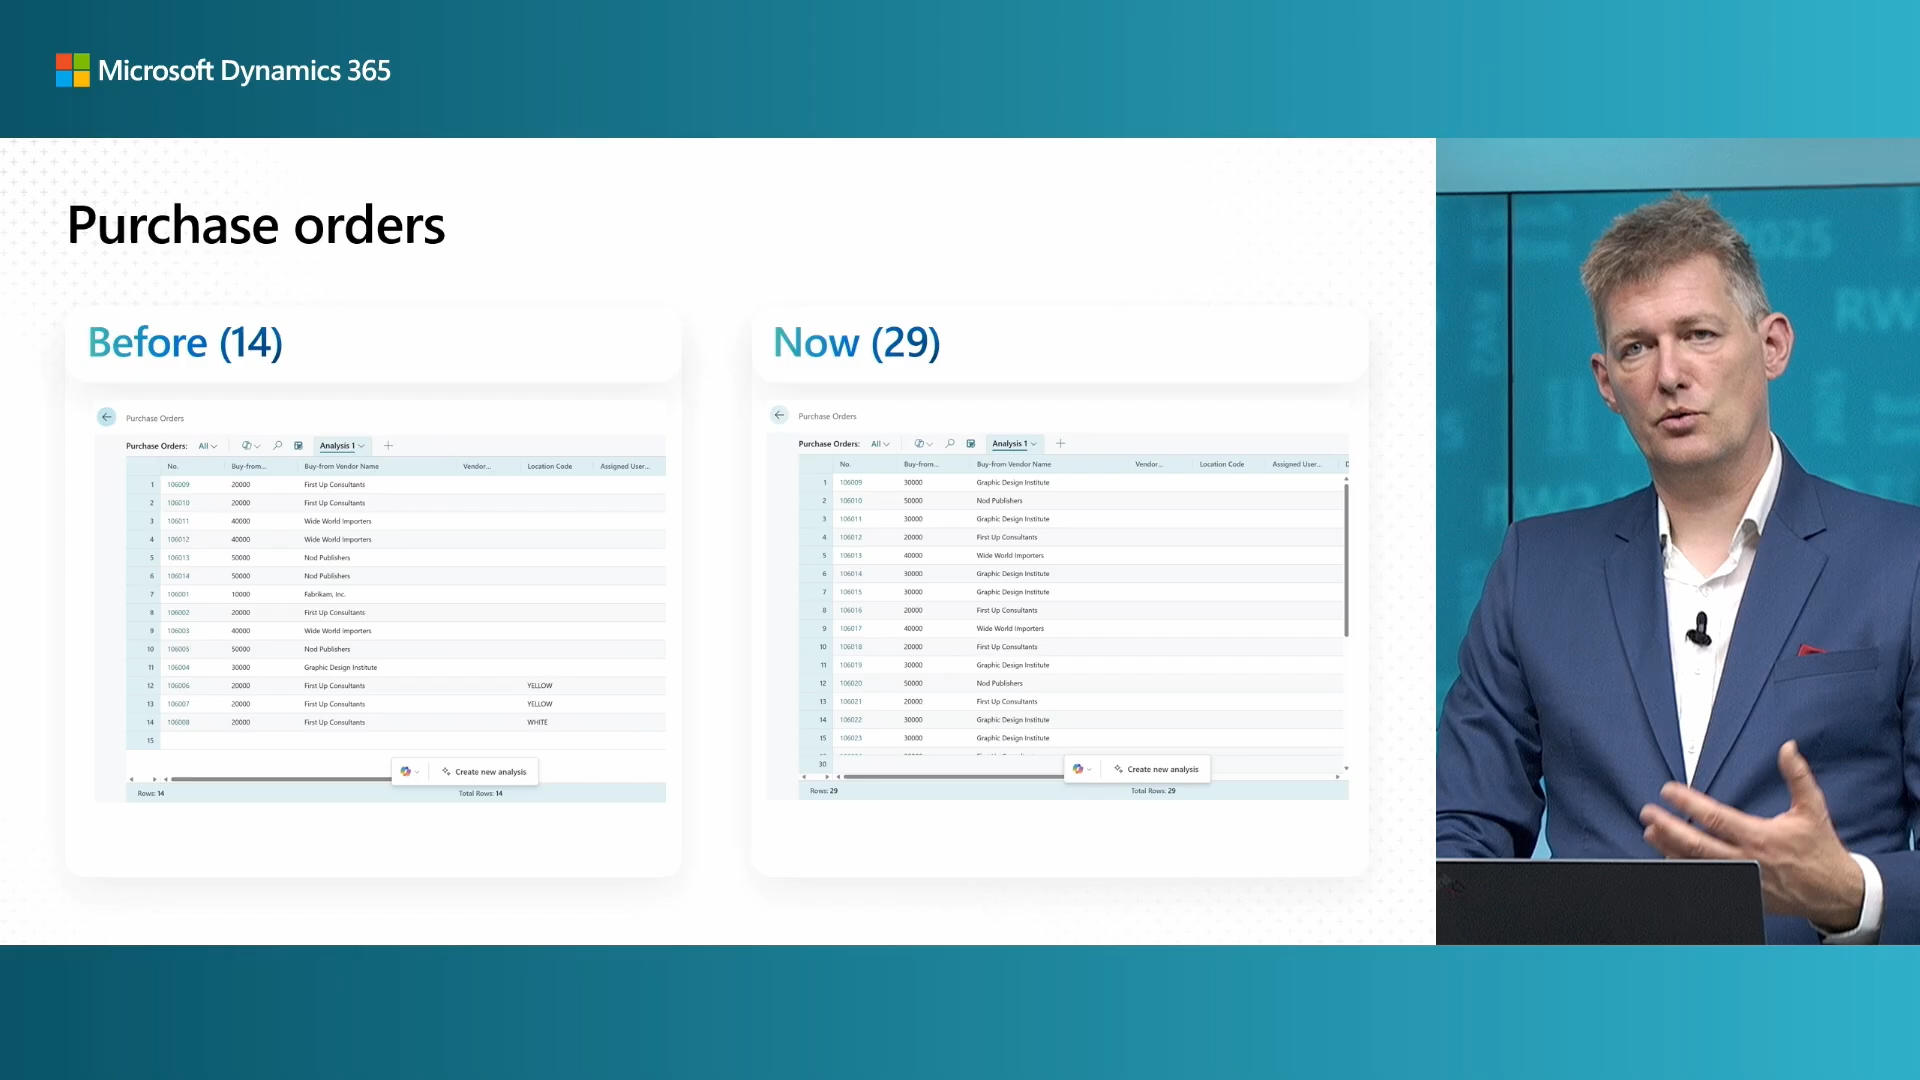 Microsoft Dynamics 365
Purchase orders
Before (14)
Purchase Orders
Purchase Orders: All Analysis 1
No. Buy-from... Buy-from Vendor Name Vendor... Location Code Assigned User...
1 106009 20000 First Up Consultants
2 106010 20000 First Up Consultants
3 106011 40000 Wide World Importers
4 106012 40000 Wide World Importers
5 106013 50000 Nod Publishers
6 106014 50000 Nod Publishers
7 106001 10000 Fabrikam, Inc.
8 106002 20000 First Up Consultants
9 106003 40000 Wide World Importers
10 106005 50000 Nod Publishers
11 106004 30000 Graphic Design Institute
12 106006 20000 First Up Consultants YELLOW
13 106007 20000 First Up Consultants YELLOW
14 106008 20000 First Up Consultants WHITE
15
Create new analysis
Rows: 14 Total Rows: 14
Now (29)
Purchase Orders
Purchase Orders: All Analysis 1
No. Buy-from... Buy-from Vendor Name Vendor... Location Code Assigned User...
1 106009 30000 Graphic Design Institute
2 106010 50000 Nod Publishers
3 106011 30000 Graphic Design Institute
4 106012 20000 First Up Consultants
5 106013 40000 Wide World Importers
6 106014 30000 Graphic Design Institute
7 106015 30000 Graphic Design Institute
8 106016 20000 First Up Consultants
9 106017 40000 Wide World Importers
10 106018 20000 First Up Consultants
11 106019 30000 Graphic Design Institute
12 106020 50000 Nod Publishers
13 106021 20000 First Up Consultants
14 106022 30000 Graphic Design Institute
15 106023 30000 Graphic Design Institute
30
Create new analysis
Rows: 29 Total Rows: 29
2025